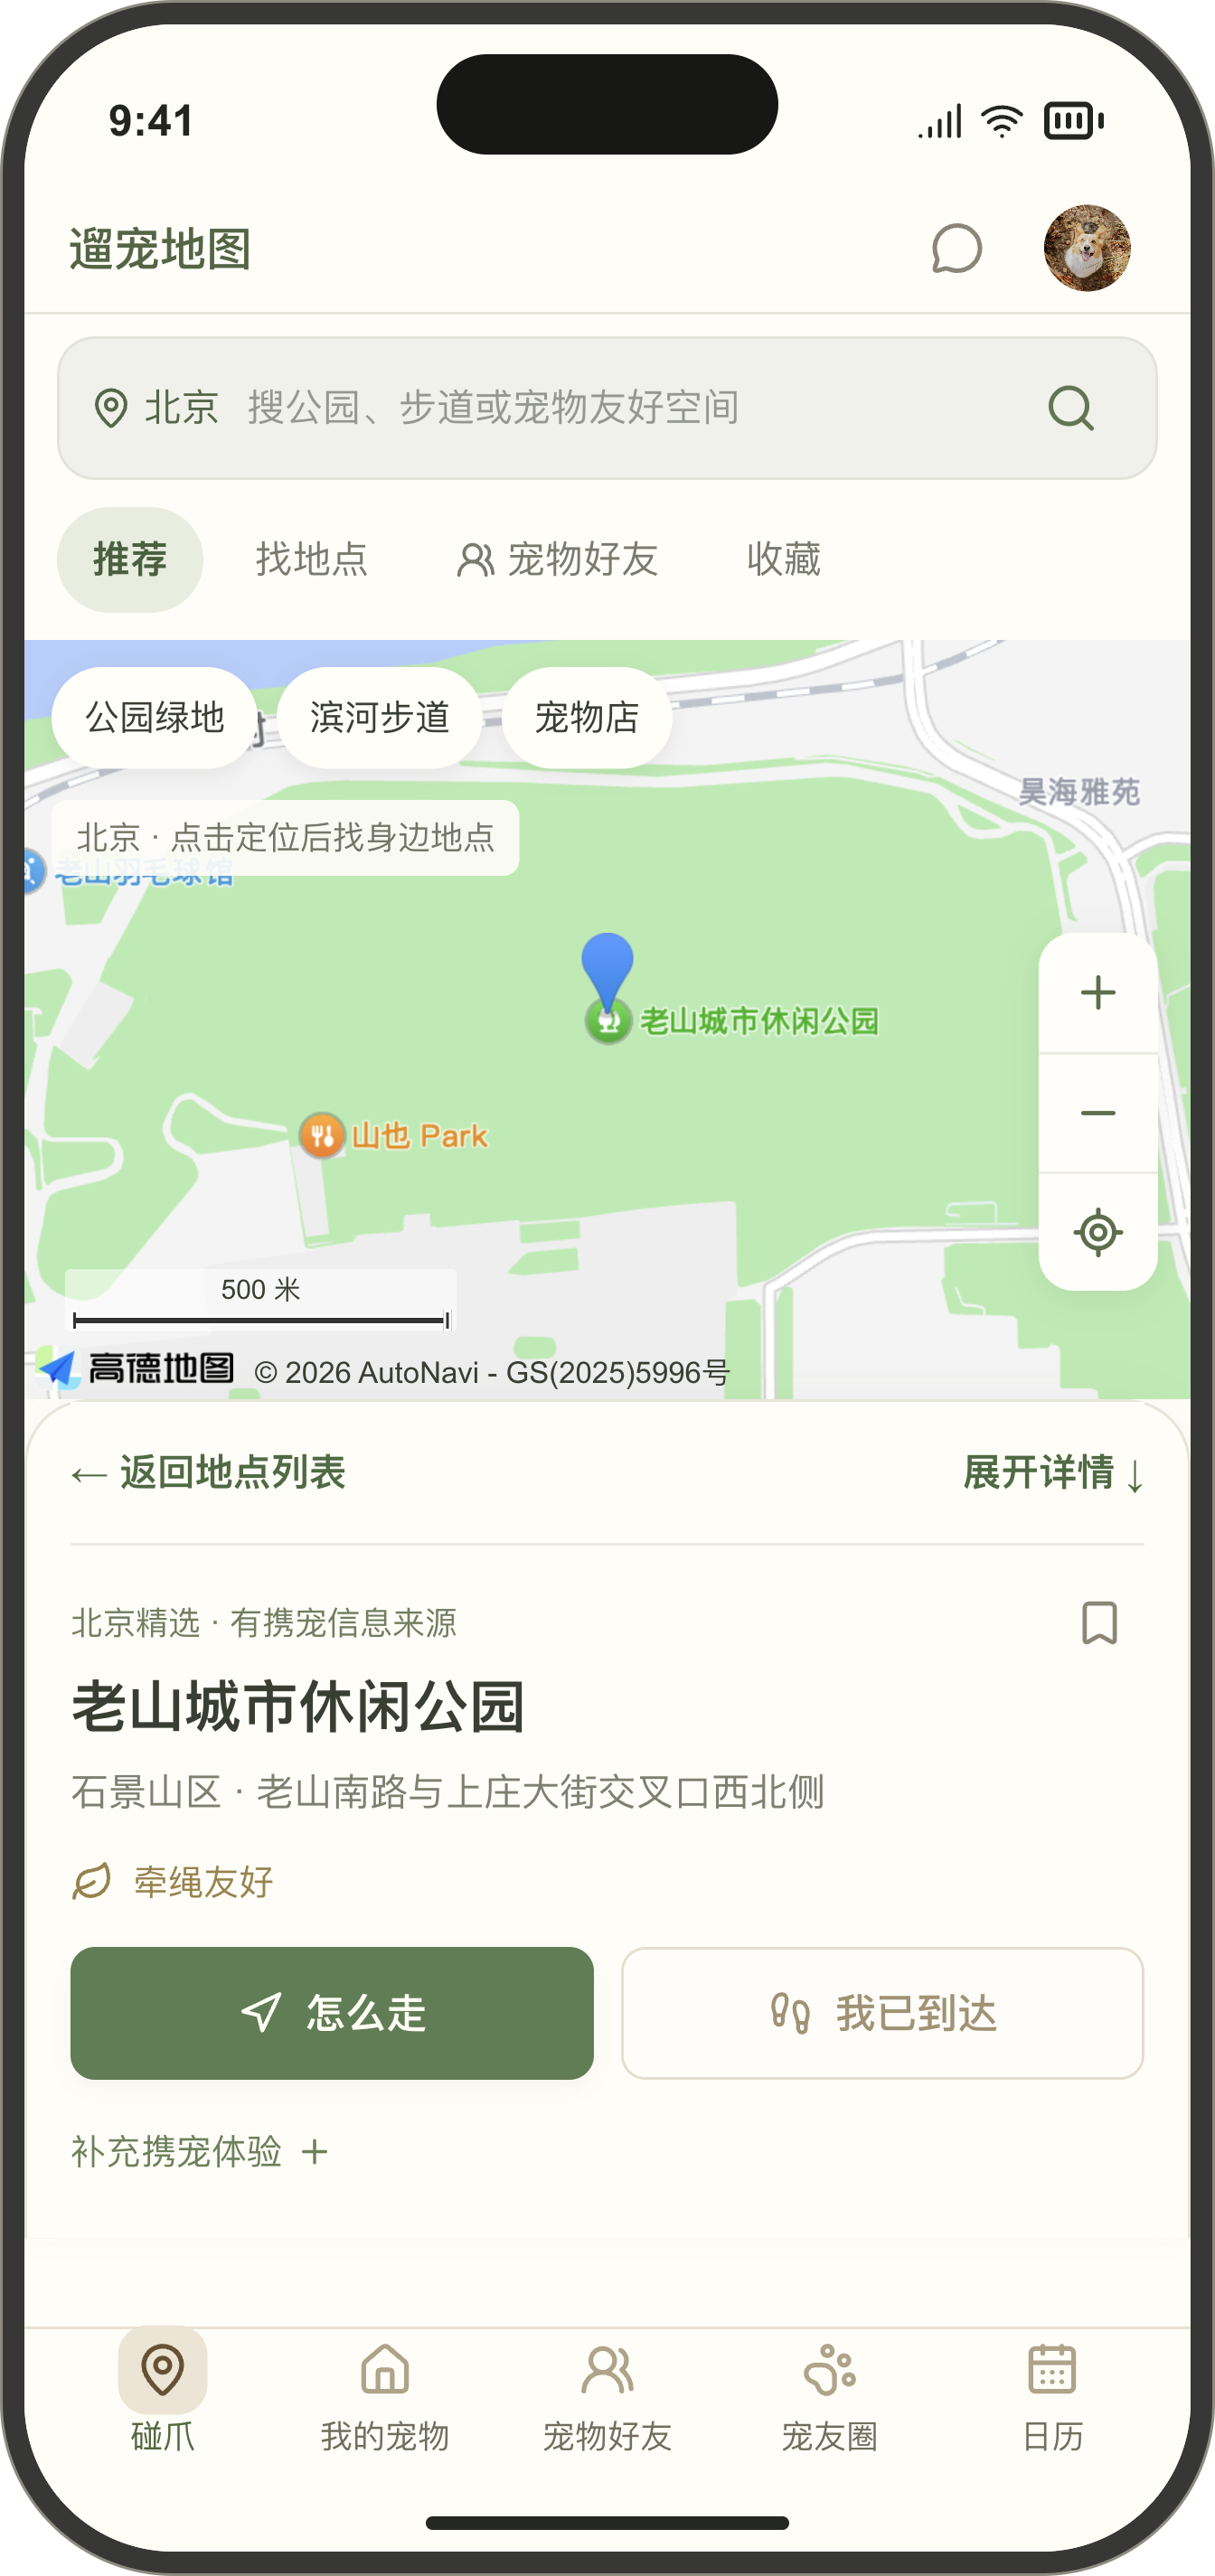 9:41
遛宠地图
北京 搜公园、步道或宠物友好空间
推荐 找地点 宠物好友 收藏
公园绿地 滨河步道 宠物店
昊海雅苑
北京 · 点击定位后找身边地点
老山羽毛球馆
老山城市休闲公园
山也 Park
500 米
高德地图 © 2026 AutoNavi - GS(2025)5996号
← 返回地点列表 展开详情 ↓
北京精选 · 有携宠信息来源
老山城市休闲公园
石景山区 · 老山南路与上庄大街交叉口西北侧
牵绳友好
怎么走 我已到达
补充携宠体验 +
碰爪 我的宠物 宠物好友 宠友圈 日历